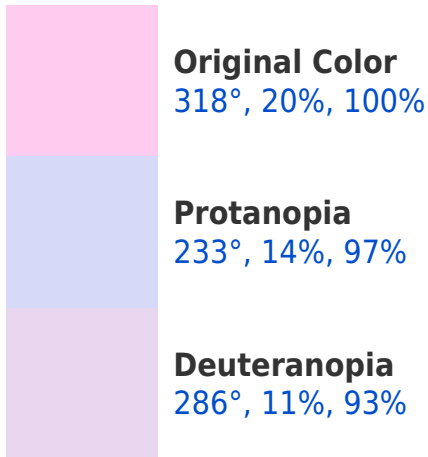 Original Color
318°, 20%, 100%
Protanopia
233°, 14%, 97%
Deuteranopia
286°, 11%, 93%